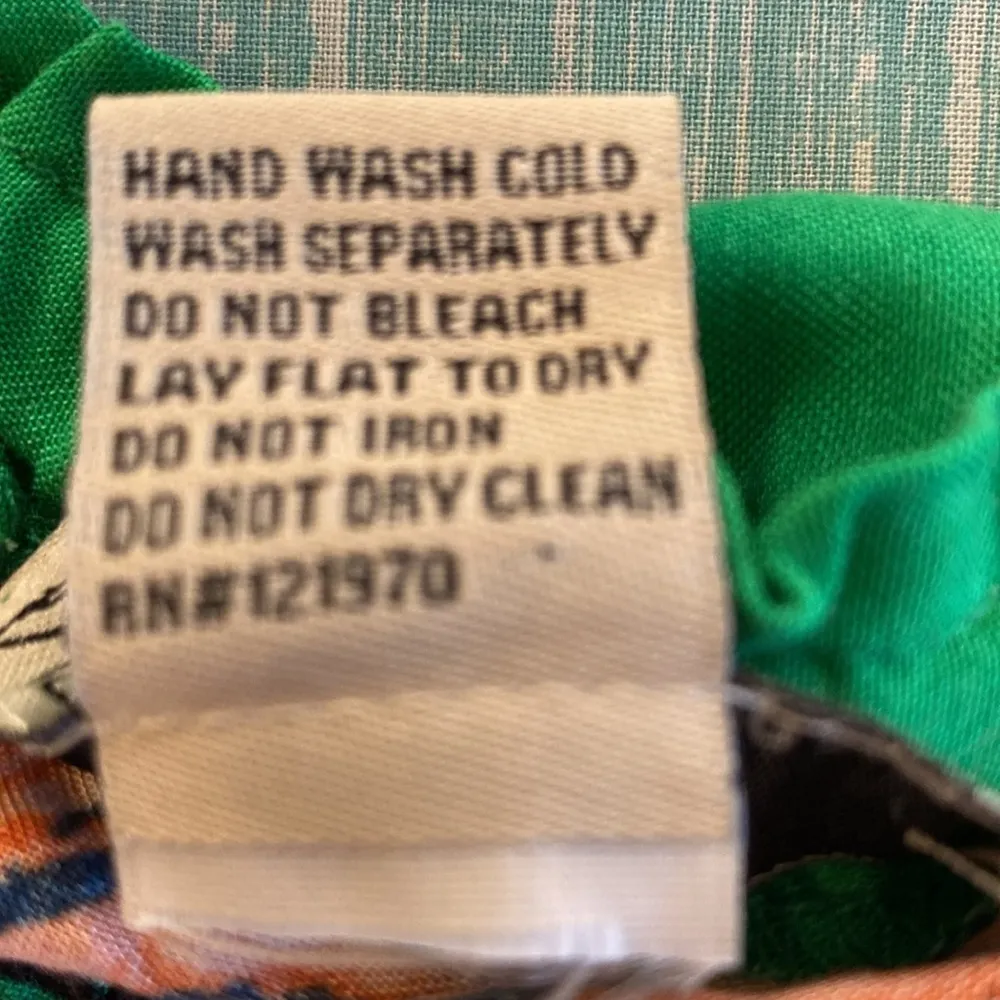 HAND WASH COLD
WASH SEPARATELY
DO NOT BLEACH
LAY FLAT TO DRY
DO NOT IRON
DO NOT DRY CLEAN
RN#121970